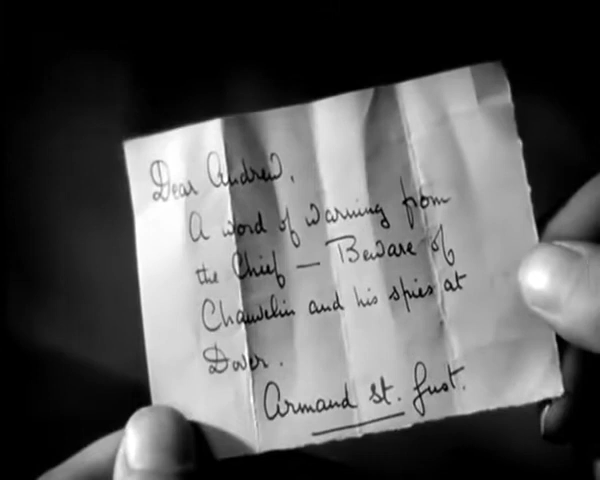 Dear Andrew,
A word of warning from
the Chief — Beware of
Chauvelin and his spies at
Dover.
Armand St. Just.